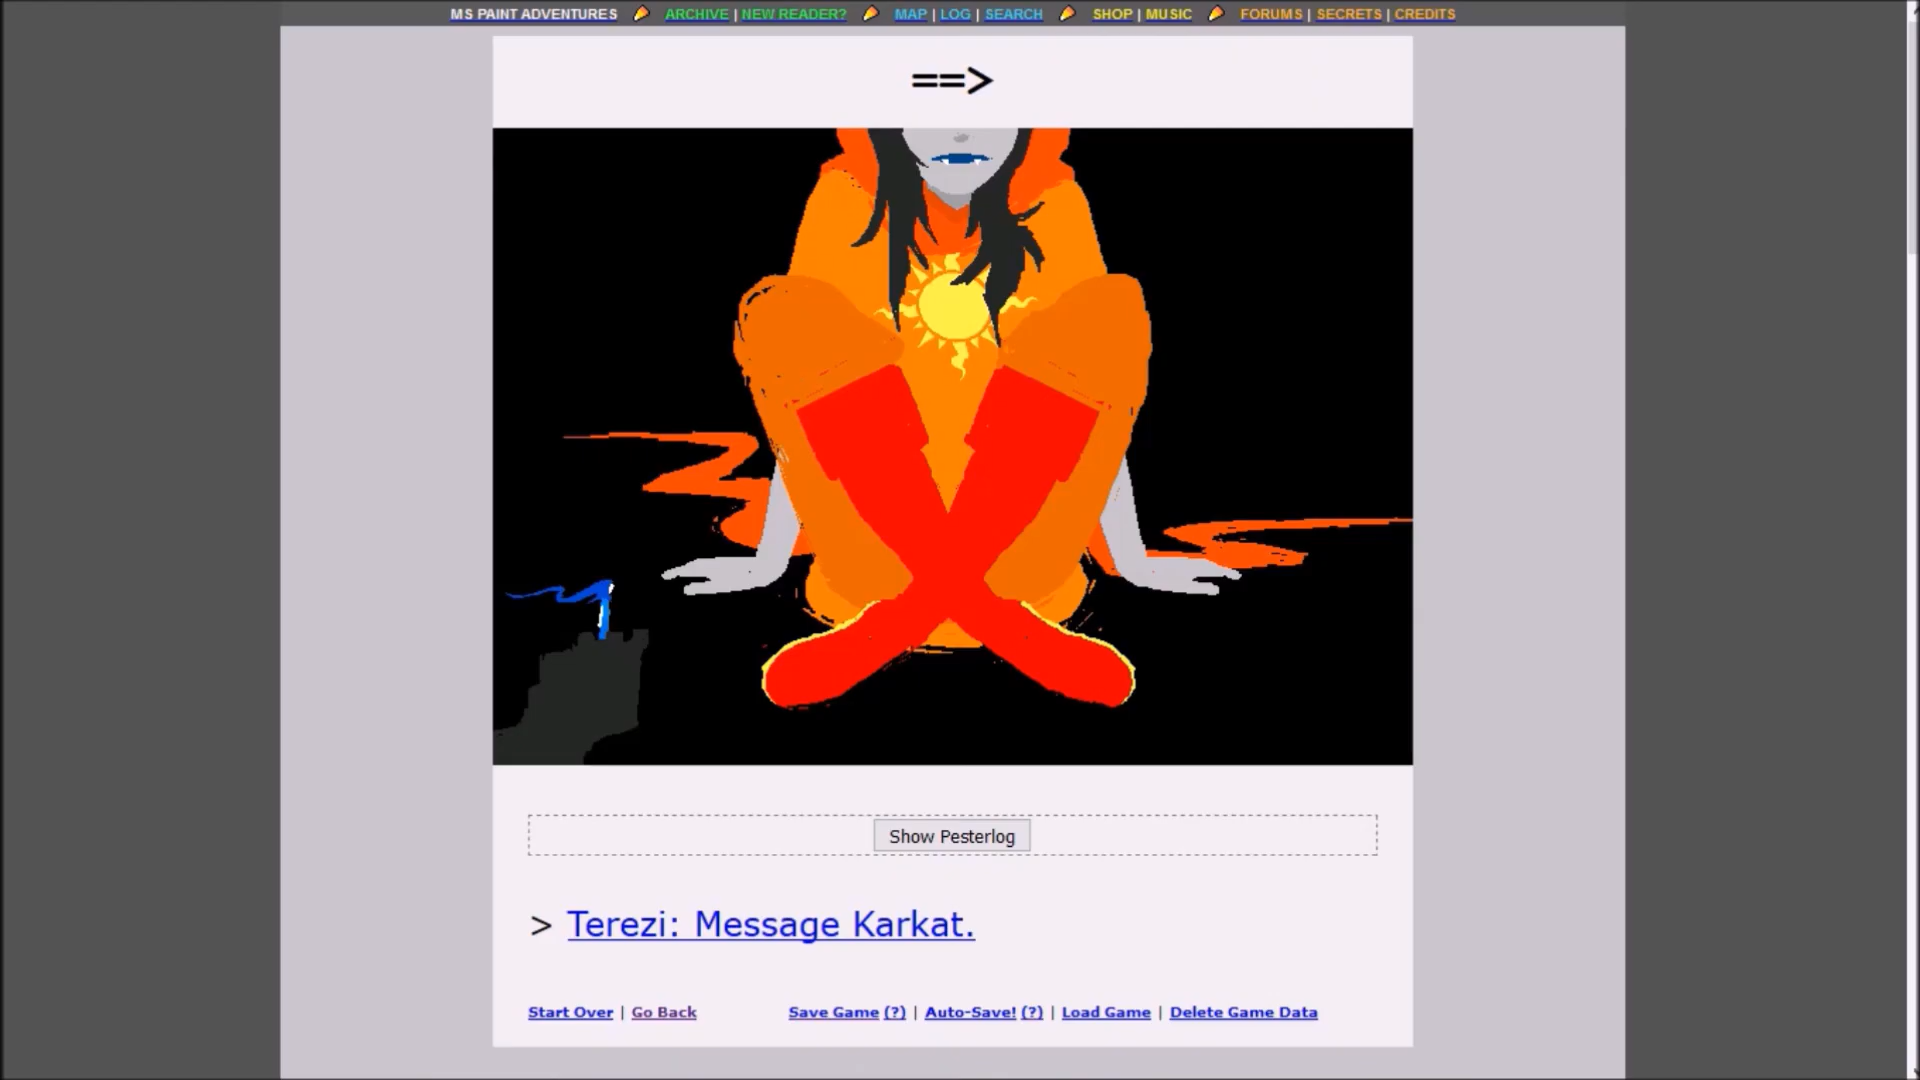 MS PAINT ADVENTURES ARCHIVE | NEW READER? MAP | LOG | SEARCH SHOP | MUSIC FORUMS | SECRETS | CREDITS
==>
Show Pesterlog
> Terezi: Message Karkat.
Start Over | Go Back Save Game (?) | Auto-Save! (?) | Load Game | Delete Game Data